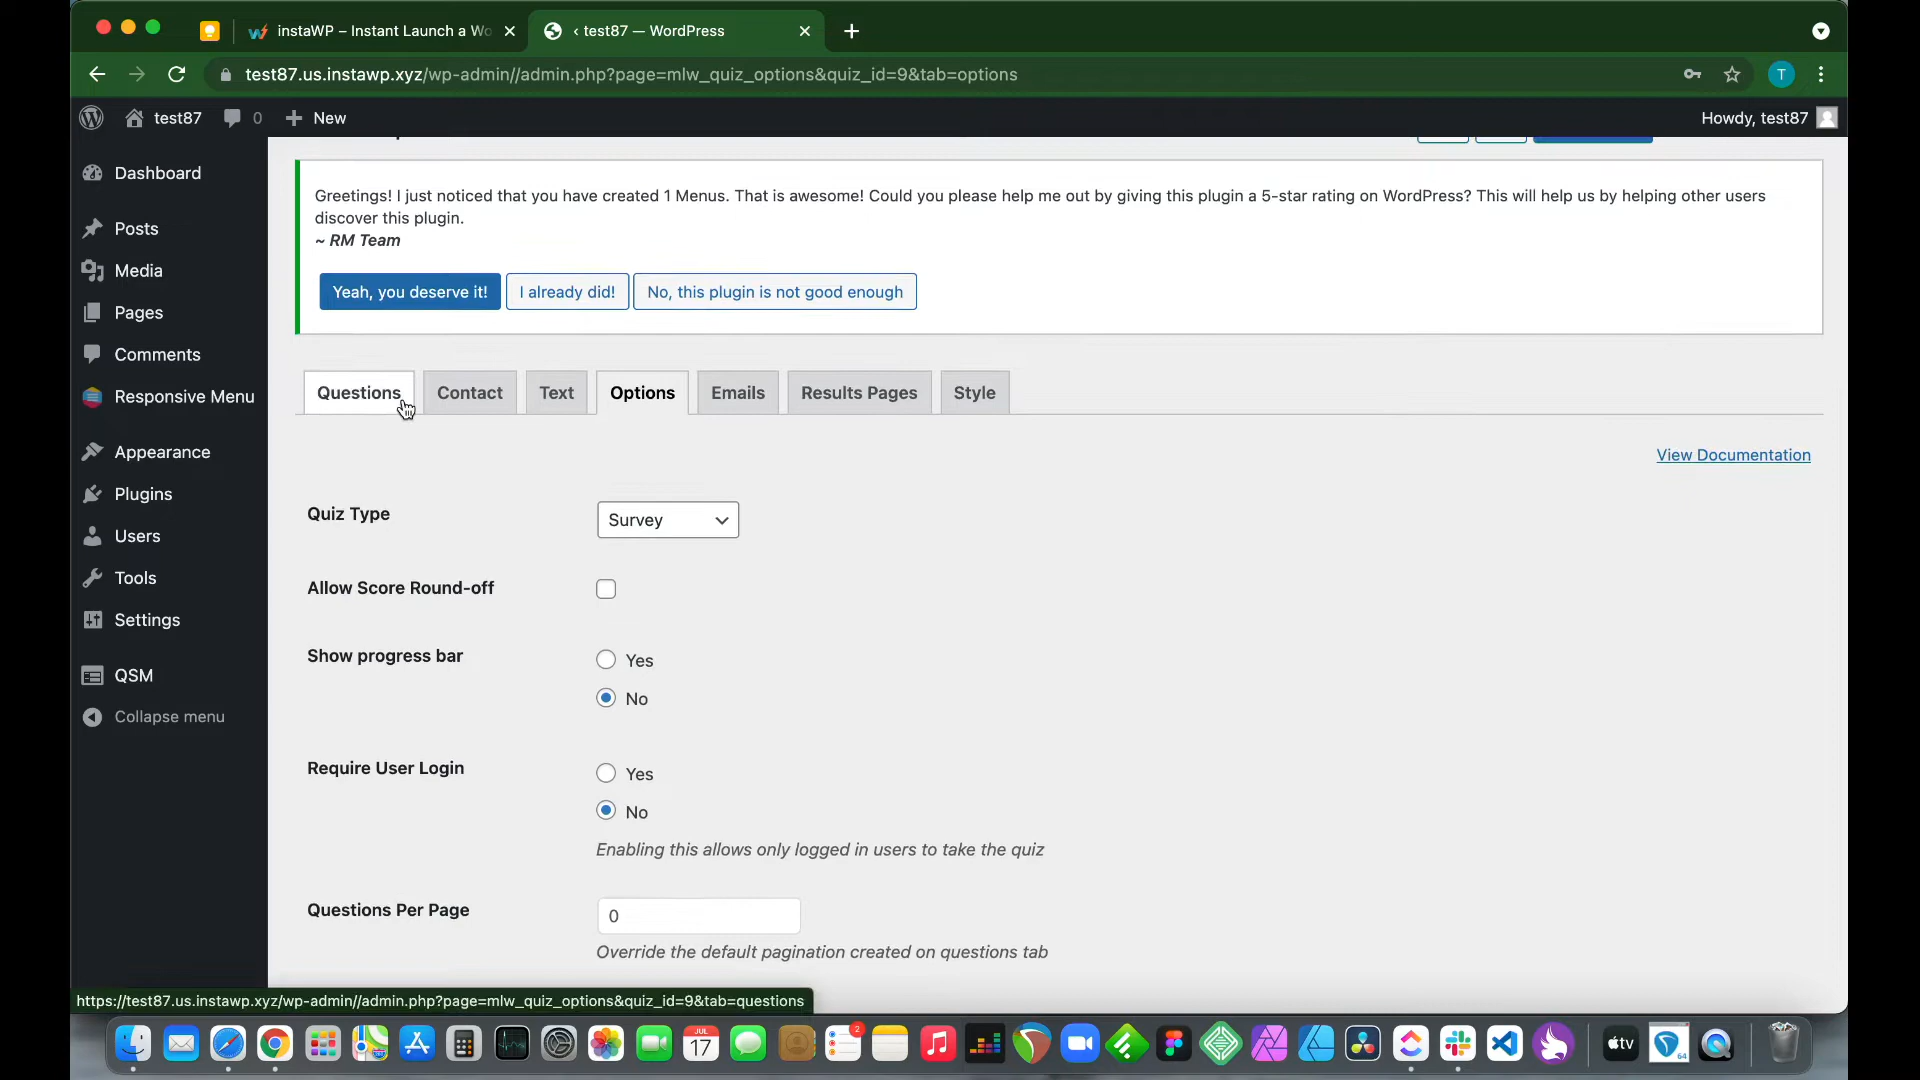 instaWP – Instant Launch a Wo
‹ test87 — WordPress
test87.us.instawp.xyz/wp-admin//admin.php?page=mlw_quiz_options&quiz_id=9&tab=options
T
test87
0
New
Howdy, test87
Dashboard
Posts
Media
Pages
Comments
Responsive Menu
Appearance
Plugins
Users
Tools
Settings
QSM
Collapse menu
Greetings! I just noticed that you have created 1 Menus. That is awesome! Could you please help me out by giving this plugin a 5-star rating on WordPress? This will help us by helping other users
discover this plugin.
~ RM Team
Yeah, you deserve it!
I already did!
No, this plugin is not good enough
Questions
Contact
Text
Options
Emails
Results Pages
Style
View Documentation
Quiz Type
Survey
Allow Score Round-off
Show progress bar
Yes
No
Require User Login
Yes
No
Enabling this allows only logged in users to take the quiz
Questions Per Page
0
Override the default pagination created on questions tab
https://test87.us.instawp.xyz/wp-admin//admin.php?page=mlw_quiz_options&quiz_id=9&tab=questions
JUL
17
2
tv
64